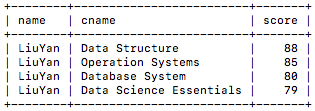 +--------+-------------------------+-------+
| name | cname | score |
+--------+-------------------------+-------+
| LiuYan | Data Structure | 88 |
| LiuYan | Operation Systems | 85 |
| LiuYan | Database System | 80 |
| LiuYan | Data Science Essentials | 79 |
+--------+-------------------------+-------+